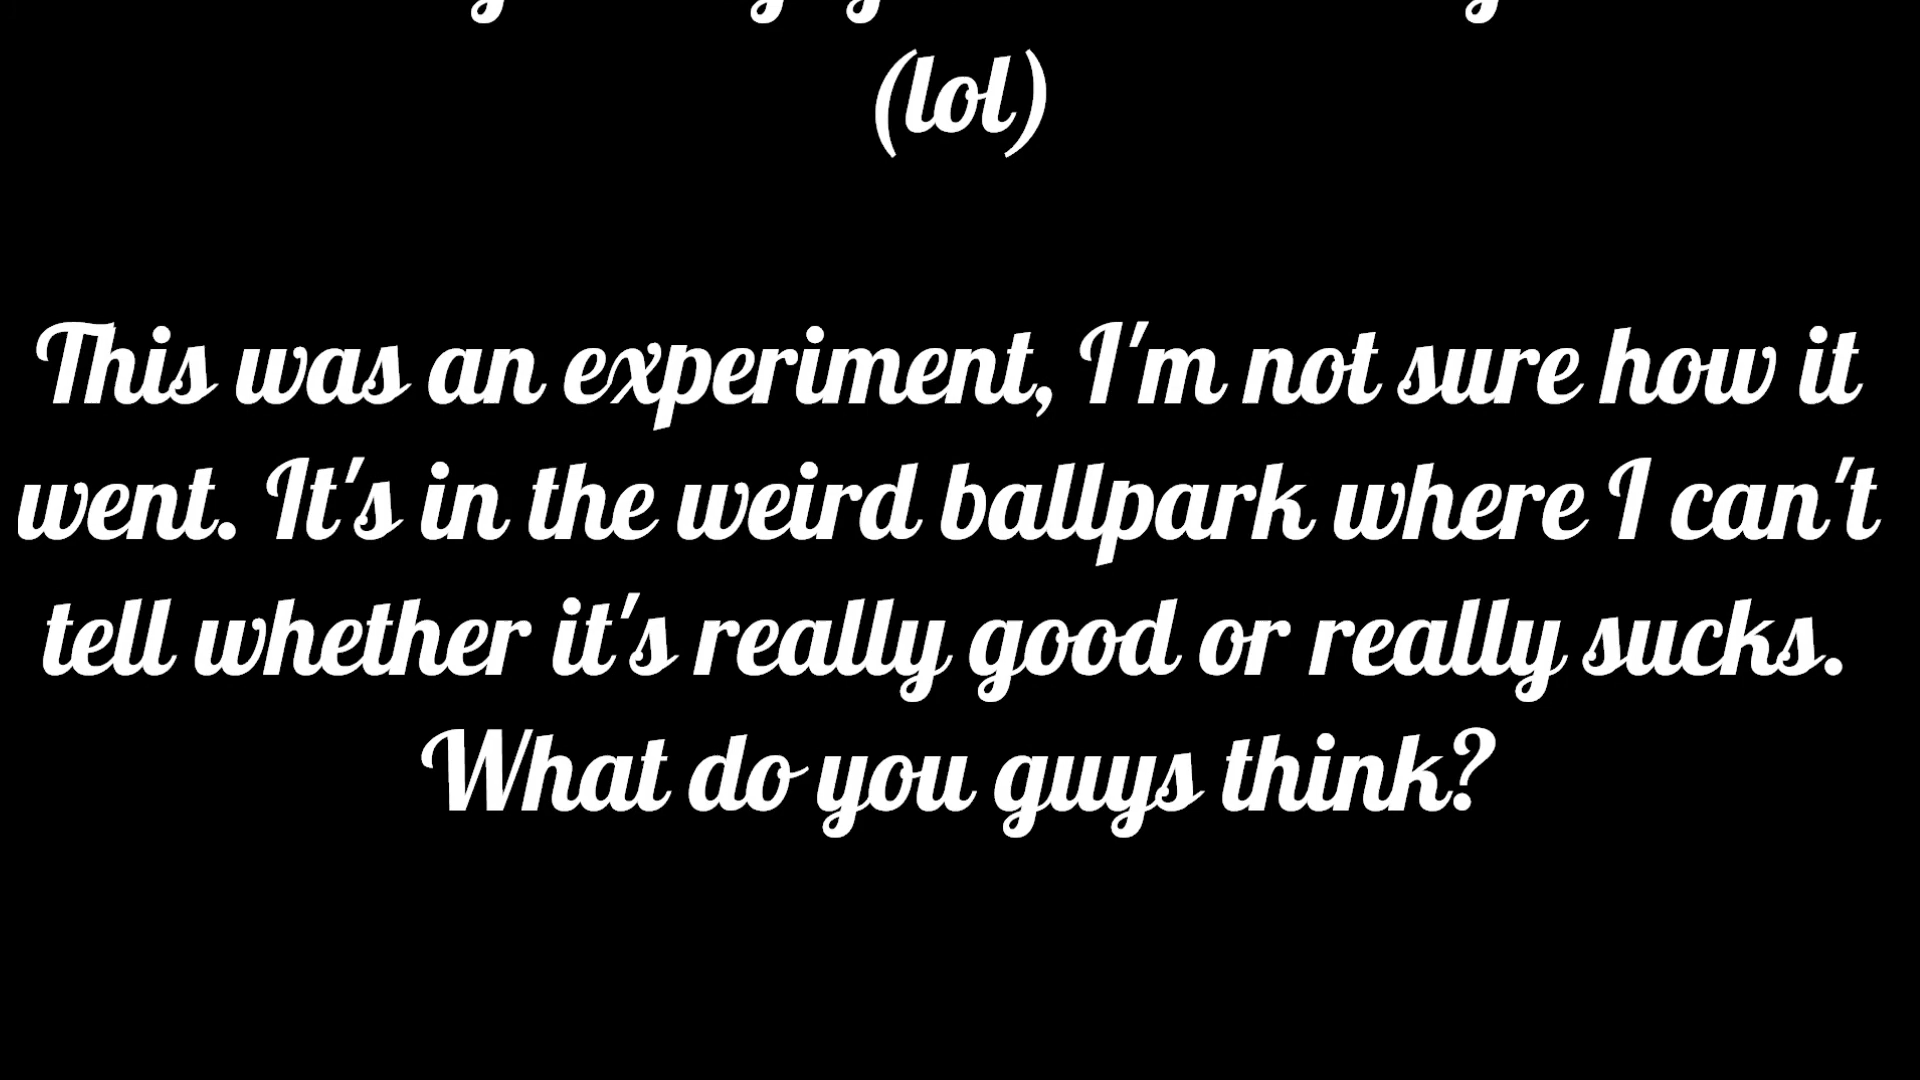 (lol)
This was an experiment, I'm not sure how it
went. It's in the weird ballpark where I can't
tell whether it's really good or really sucks.
What do you guys think?